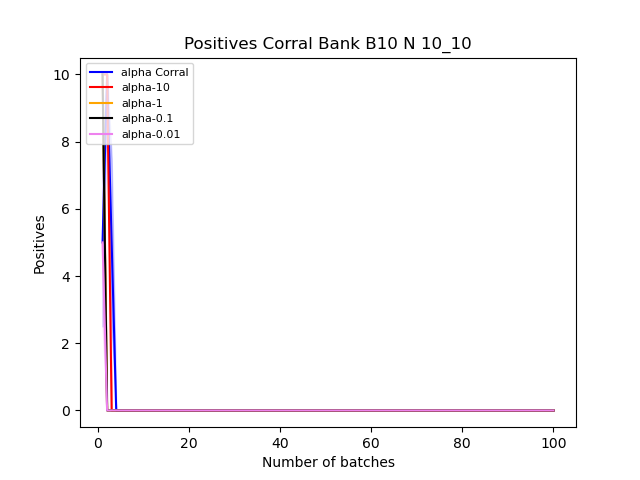 Positives Corral Bank B10 N 10_10
alpha Corral
alpha-10
alpha-1
alpha-0.1
alpha-0.01
10
8
6
4
2
0
Positives
0 20 40 60 80 100
Number of batches